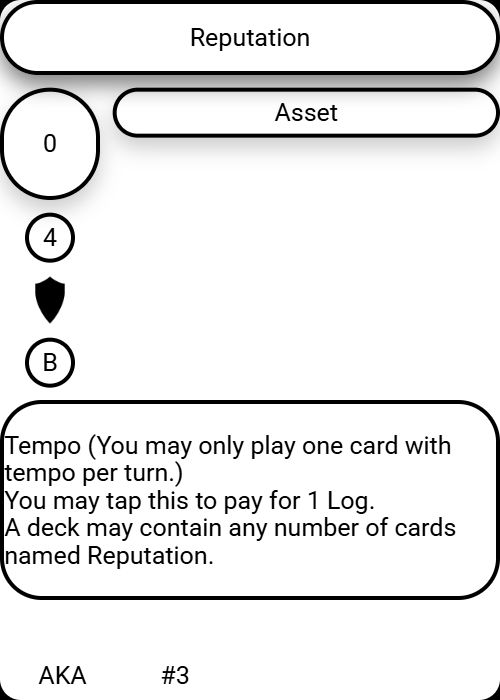 Reputation
0
Asset
4
B
Tempo (You may only play one card with
tempo per turn.)
You may tap this to pay for 1 Log.
A deck may contain any number of cards
named Reputation.
AKA #3